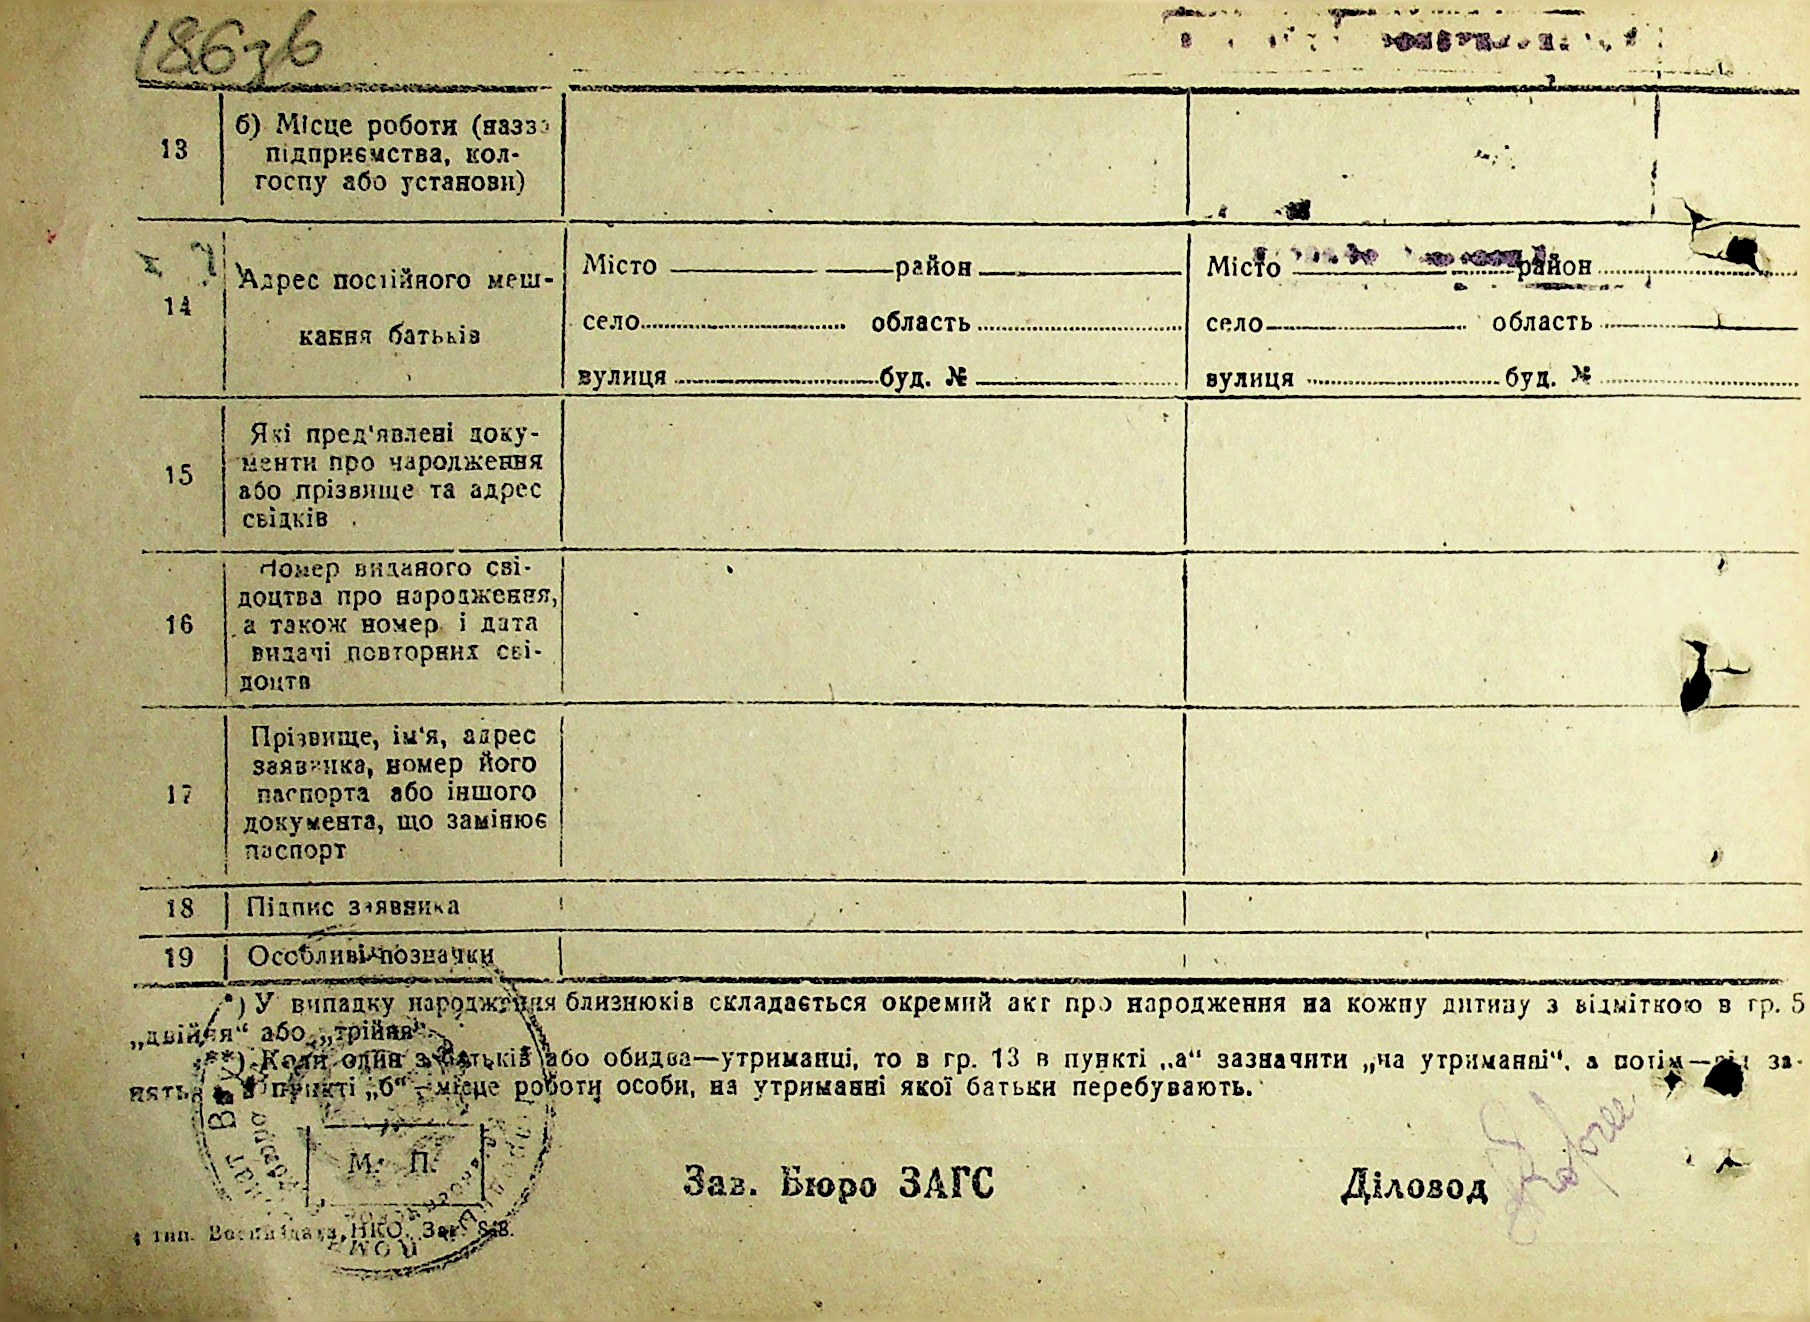 186зв
13
б) Місце роботи (назва
підприємства, кол-
госпу або установи)
14
Адрес постійного меш-
кання батьків
Місто район
село область
вулиця буд. №
Місто район
село область
вулиця буд. №
15
Які пред'явлені доку-
менти про народження
або прізвище та адрес
свідків
16
Номер виданого сві-
доцтва про народження,
а також номер і дата
видачі повторних сві-
доцтв
17
Прізвище, ім'я, адрес
заявника, номер його
паспорта або іншого
документа, що замінює
паспорт
18 Підпис заявника
19 Особливі позначки
*) У випадку народження близнюків складається окремий акт про народження на кожну дитину з відміткою в гр. 5
„двійня“ або „трійня“.
**) Коли один з батьків або обидва—утриманці, то в гр. 13 в пункті „а“ зазначити „на утриманні“, а потім— за-
нять в пункті „б“—місце роботи особи, на утриманні якої батьки перебувають.
М. П.
Зав. Бюро ЗАГС
Діловод
тип. Воениздата НКО. Зак.